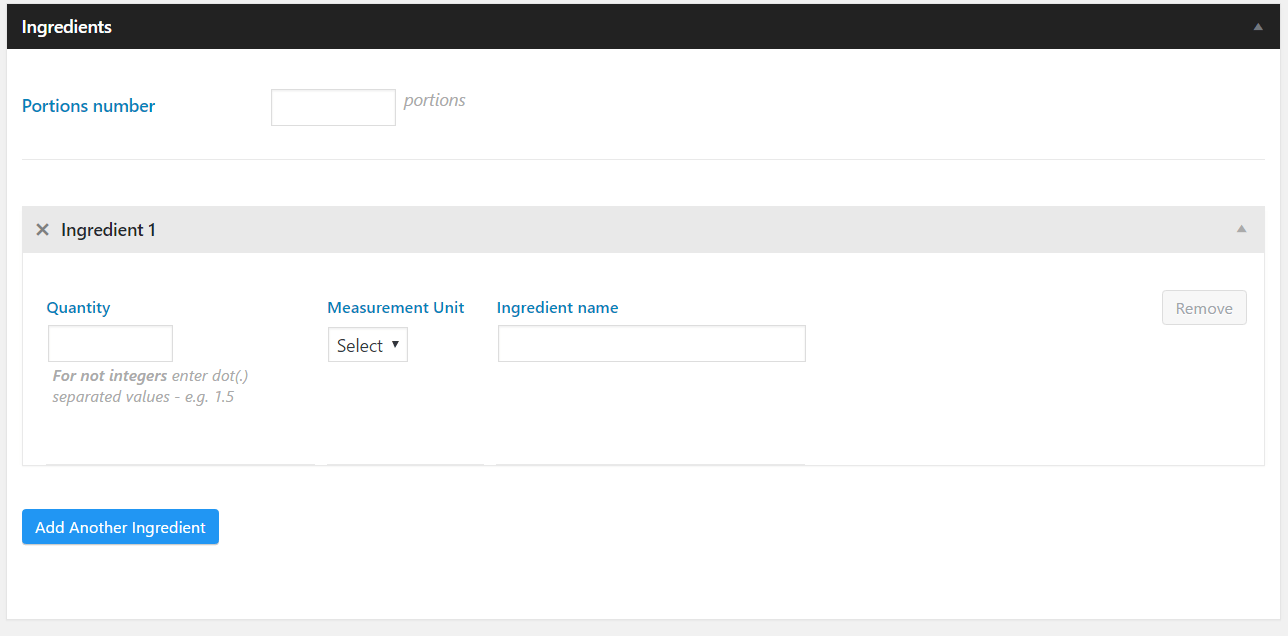 Ingredients
Portions number
portions
Ingredient 1
Quantity Measurement Unit Ingredient name
Remove
Select
For not integers enter dot(.)
separated values - e.g. 1.5
Add Another Ingredient